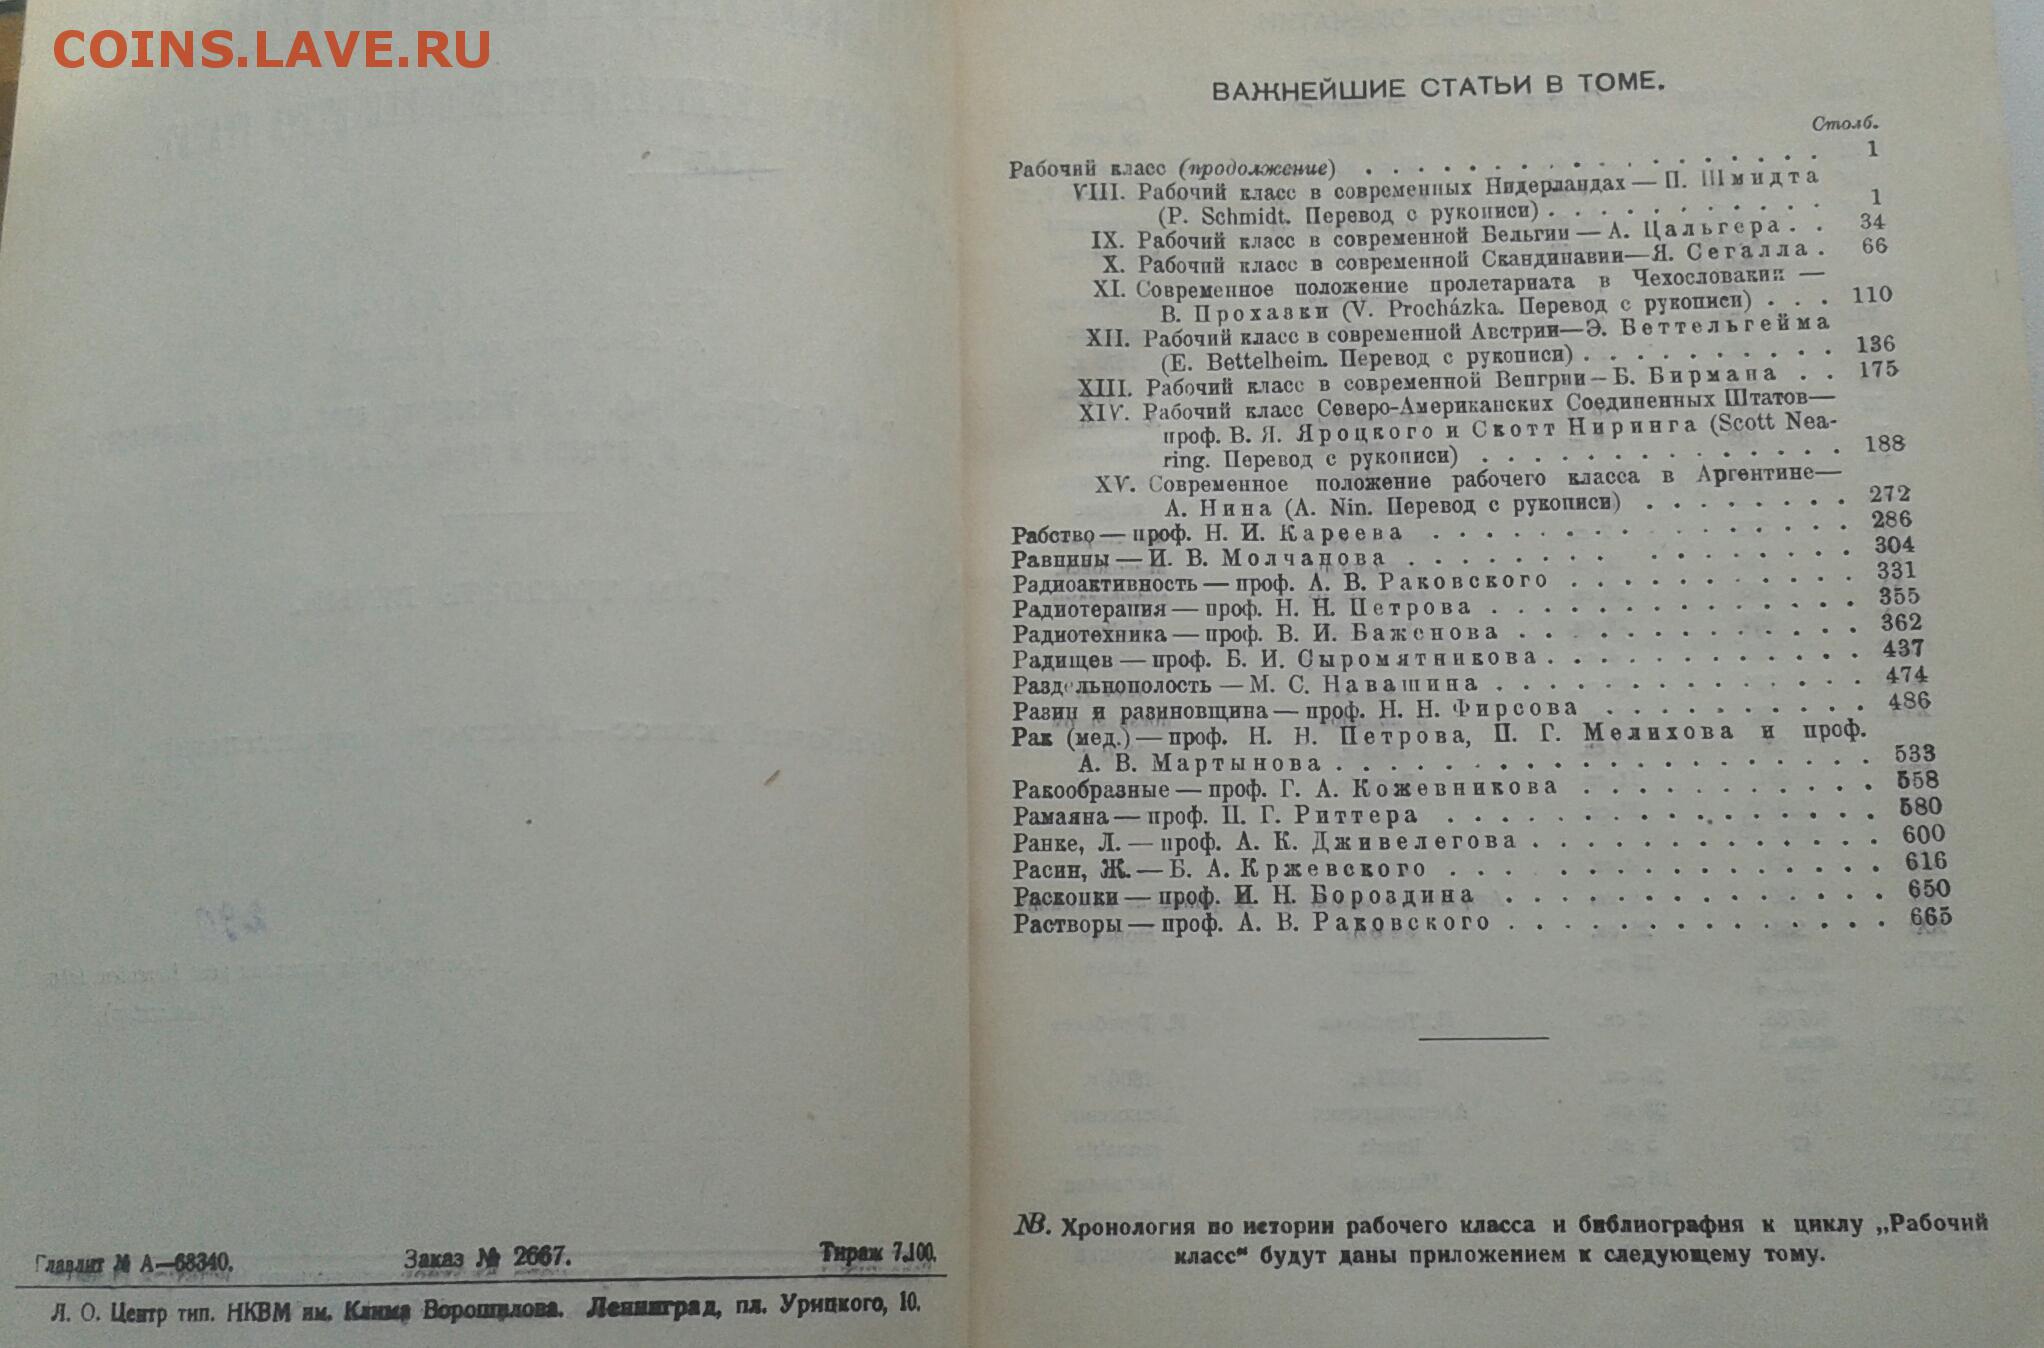 COINS.LAVE.RU
Главлит № А—68340. Заказ № 2667. Тираж 7.100.
Л. О. Центр тип. НКВМ им. Клима Ворошилова. Ленинград, пл. Урицкого, 10.
ВАЖНЕЙШИЕ СТАТЬИ В ТОМЕ.
Столб.
Рабочий класс (продолжение) . . . 1
VIII. Рабочий класс в современных Нидерландах — П. Шмидта
(P. Schmidt. Перевод с рукописи) . . . 1
IX. Рабочий класс в современной Бельгии — А. Цальгера . . 34
X. Рабочий класс в современной Скандинавии—Я. Сегалла . 66
XI. Современное положение пролетариата в Чехословакии —
В. Прохазки (V. Procházka. Перевод с рукописи) . . . 110
XII. Рабочий класс в современной Австрии—Э. Беттельгейма
(E. Bettelheim. Перевод с рукописи) . . . 136
XIII. Рабочий класс в современной Венгрии — Б. Бирмана . . 175
XIV. Рабочий класс Северо-Американских Соединенных Штатов—
проф. В. Я. Яроцкого и Скотт Ниринга (Scott Nea-
ring. Перевод с рукописи) . . . 188
XV. Современное положение рабочего класса в Аргентине—
А. Нина (A. Nin. Перевод с рукописи) . . . 272
Рабство — проф. Н. И. Кареева . . . 286
Равнины — И. В. Молчанова . . . 304
Радиоактивность — проф. А. В. Раковского . . . 331
Радиотерапия — проф. Н. Н. Петрова . . . 355
Радиотехника — проф. В. И. Баженова . . . 362
Радищев — проф. Б. И. Сыромятникова . . . 437
Раздельнополость — М. С. Навашина . . . 474
Разин и разиновщина — проф. Н. Н. Фирсова . . . 486
Рак (мед.) — проф. Н. Н. Петрова, П. Г. Мелихова и проф.
А. В. Мартынова . . . 533
Ракообразные — проф. Г. А. Кожевникова . . . 558
Рамаяна — проф. П. Г. Риттера . . . 580
Ранке, Л. — проф. А. К. Дживелегова . . . 600
Расин, Ж. — Б. А. Кржевского . . . 616
Раскопки — проф. И. Н. Бороздина . . . 650
Растворы — проф. А. В. Раковского . . . 665
NB. Хронология по истории рабочего класса и библиография к циклу „Рабочий
класс“ будут даны приложением к следующему тому.